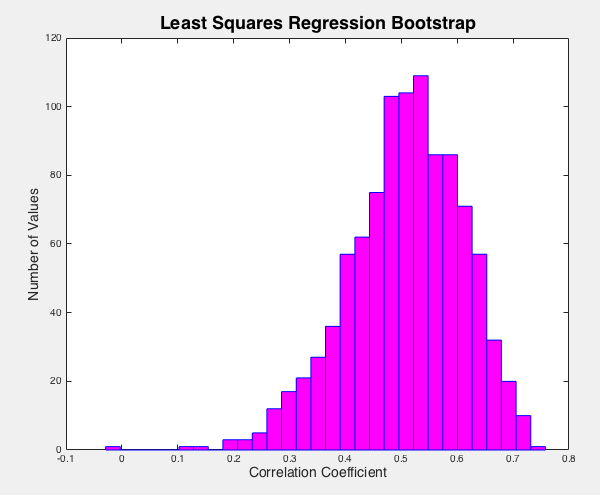 Least Squares Regression Bootstrap
120
100
80
60
40
20
0
Number of Values
-0.1 0 0.1 0.2 0.3 0.4 0.5 0.6 0.7 0.8
Correlation Coefficient